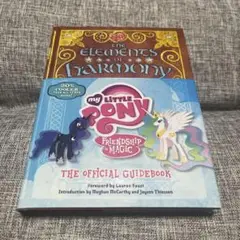 THE
ELEMENTS
OF
HARMONY
my LITTLE
PONY
FRIENDSHIP
IS
MAGIC
THE OFFICIAL GUIDEBOOK
Foreword by Lauren Faust
Introduction by Meghan McCarthy and Jayson Thiessen